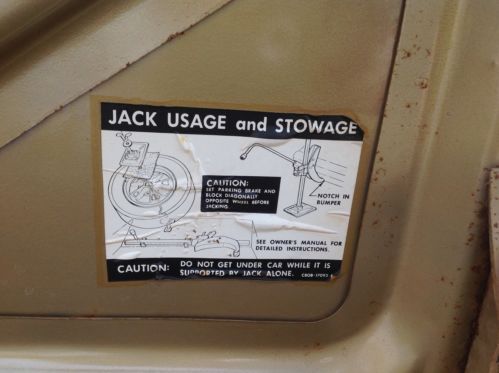 JACK USAGE and STOWAGE
CAUTION:
SET PARKING BRAKE AND
BLOCK DIAGONALLY
OPPOSITE WHEEL BEFORE
JACKING.
NOTCH IN
BUMPER
SEE OWNER'S MANUAL FOR
DETAILED INSTRUCTIONS.
CAUTION: DO NOT GET UNDER CAR WHILE IT IS
SUPPORTED BY JACK ALONE.